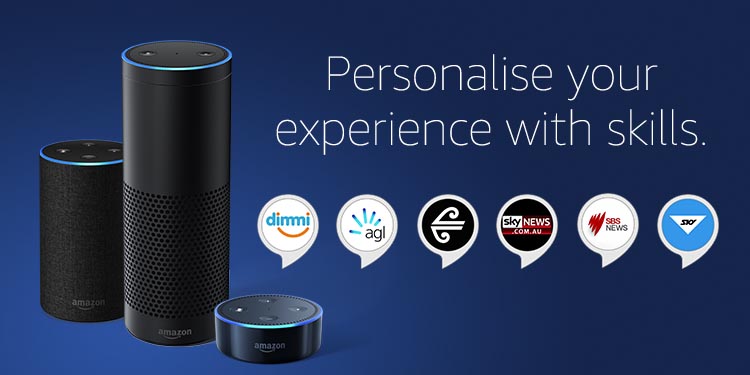 Personalise your
experience with skills.
dimmi
agl
sky NEWS
.COM.AU
SBS
NEWS
SKY
amazon
amazon
amazon